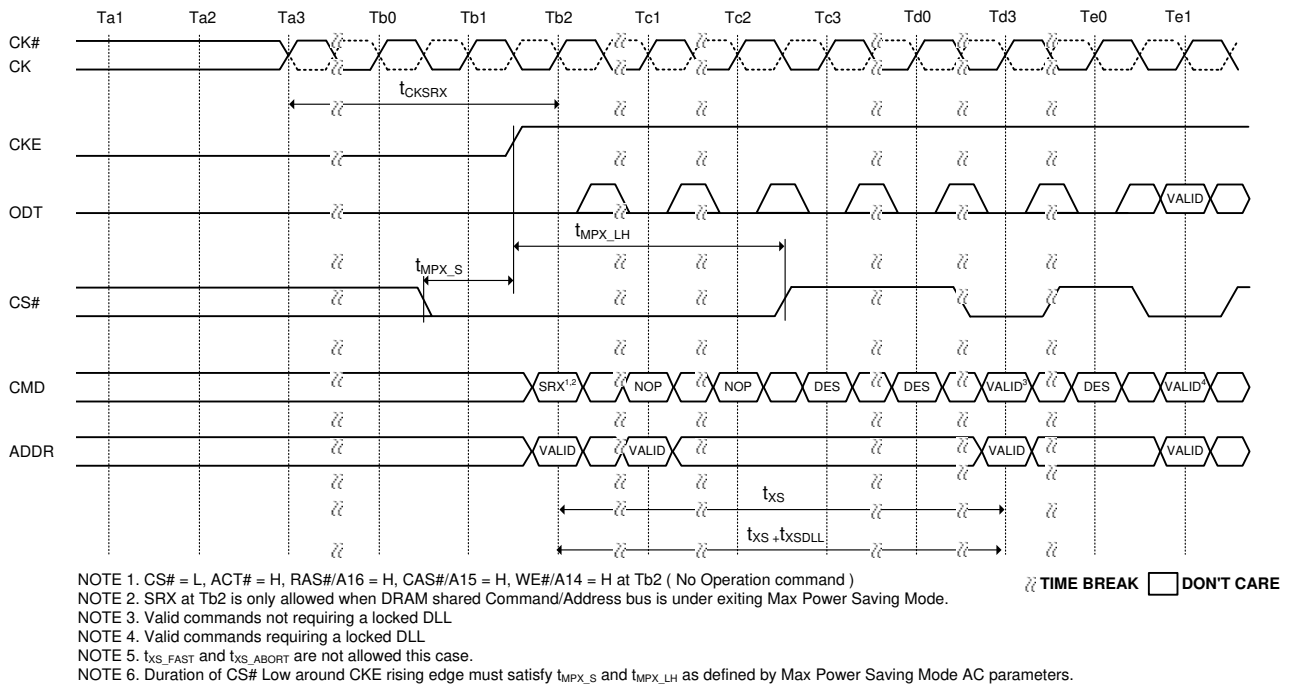 Ta1 Ta2 Ta3 Tb0 Tb1 Tb2 Tc1 Tc2 Tc3 Td0 Td3 Te0 Te1
CK#
CK
tCKSRX
CKE
ODT VALID
tMPX_LH
tMPX_S
CS#
CMD SRX1,2 NOP NOP DES DES VALID3 DES VALID4
ADDR VALID VALID VALID VALID
tXS
tXS +tXSDLL
NOTE 1. CS# = L, ACT# = H, RAS#/A16 = H, CAS#/A15 = H, WE#/A14 = H at Tb2 ( No Operation command )
TIME BREAK DON'T CARE
NOTE 2. SRX at Tb2 is only allowed when DRAM shared Command/Address bus is under exiting Max Power Saving Mode.
NOTE 3. Valid commands not requiring a locked DLL
NOTE 4. Valid commands requiring a locked DLL
NOTE 5. tXS_FAST and tXS_ABORT are not allowed this case.
NOTE 6. Duration of CS# Low around CKE rising edge must satisfy tMPX_S and tMPX_LH as defined by Max Power Saving Mode AC parameters.